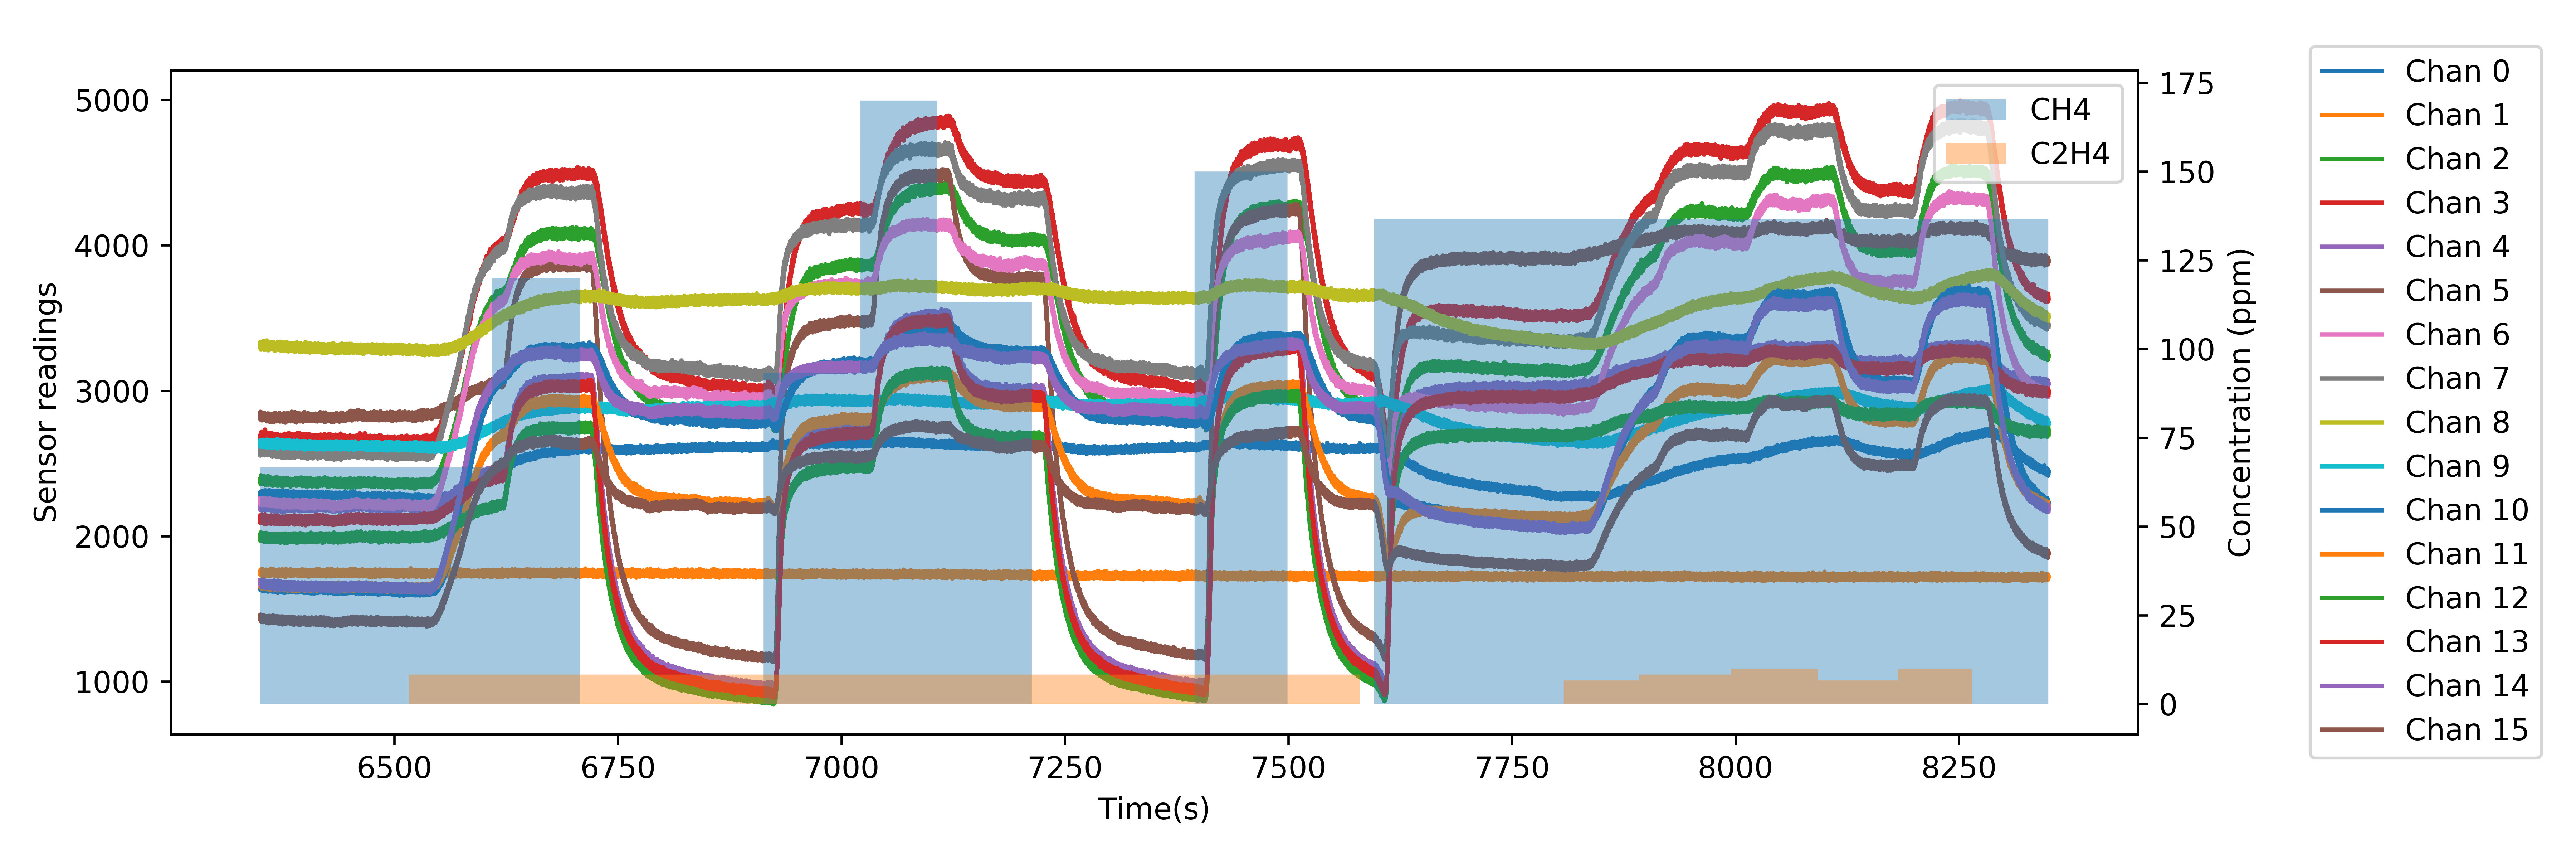 5000
4000
3000
2000
1000
Sensor readings
6500 6750 7000 7250 7500 7750 8000 8250
Time(s)
175
150
125
100
75
50
25
0
Concentration (ppm)
CH4
C2H4
Chan 0
Chan 1
Chan 2
Chan 3
Chan 4
Chan 5
Chan 6
Chan 7
Chan 8
Chan 9
Chan 10
Chan 11
Chan 12
Chan 13
Chan 14
Chan 15